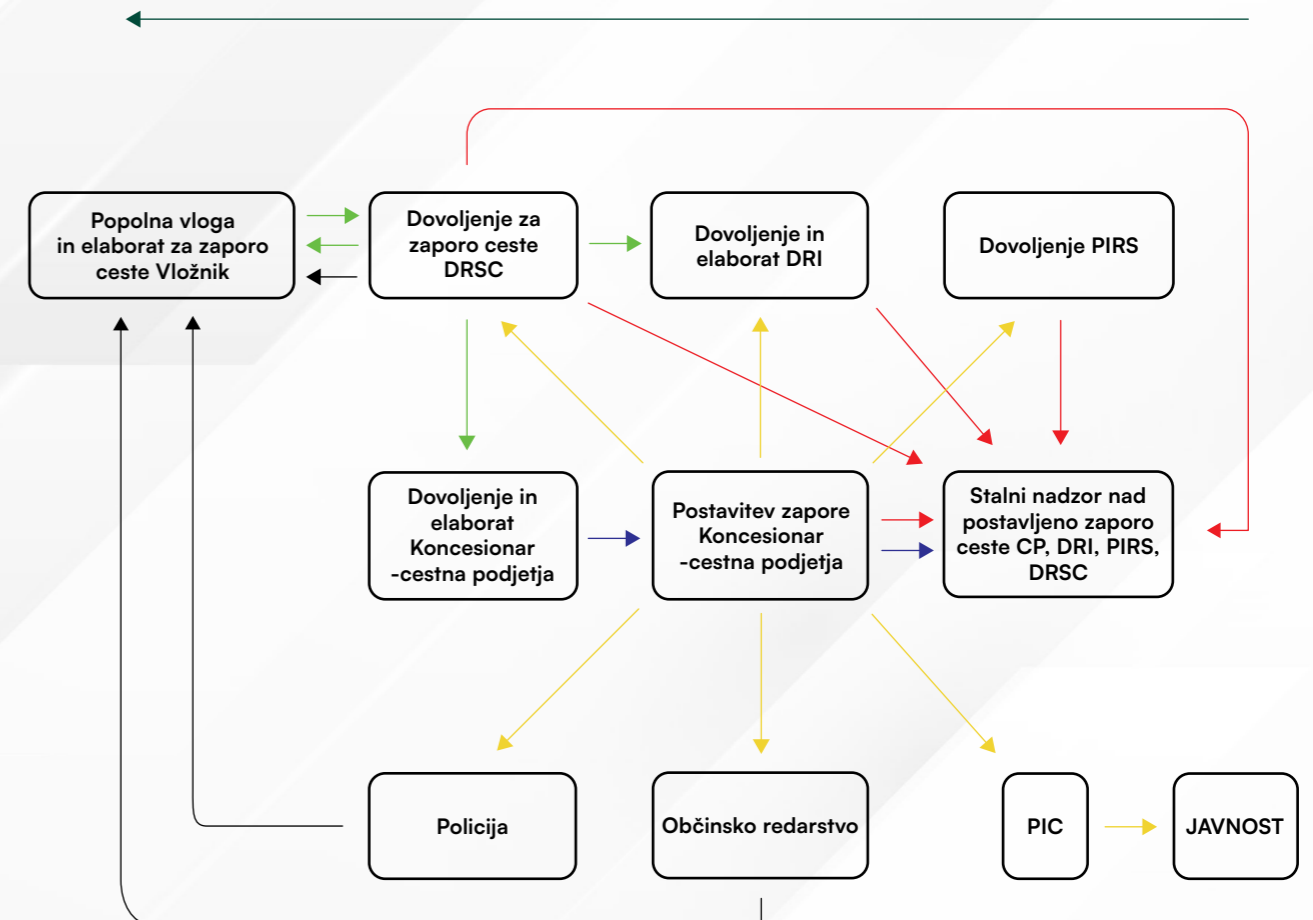 Popolna vloga
in elaborat za zaporo
ceste Vložnik
Dovoljenje za
zaporo ceste
DRSC
Dovoljenje in
elaborat DRI
Dovoljenje PIRS
Dovoljenje in
elaborat
Koncesionar
-cestna podjetja
Postavitev zapore
Koncesionar
-cestna podjetja
Stalni nadzor nad
postavljeno zaporo
ceste CP, DRI, PIRS,
DRSC
Policija
Občinsko redarstvo
PIC
JAVNOST